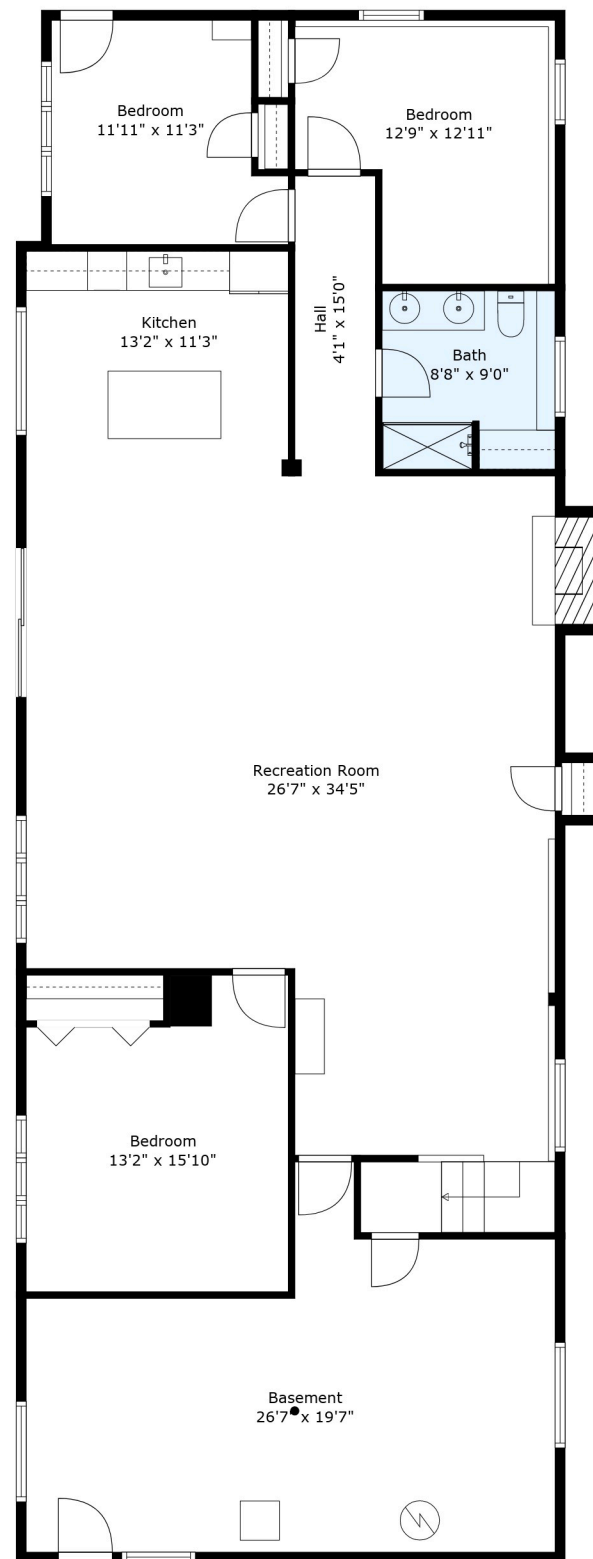 Bedroom
11'11" x 11'3"
Bedroom
12'9" x 12'11"
Kitchen
13'2" x 11'3"
Hall
4'1" x 15'0"
Bath
8'8" x 9'0"
Recreation Room
26'7" x 34'5"
Bedroom
13'2" x 15'10"
Basement
26'7" x 19'7"